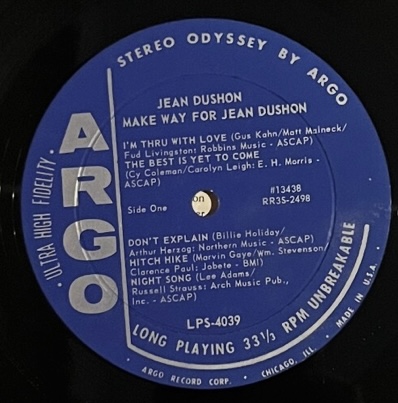 STEREO ODYSSEY BY ARGO
JEAN DUSHON
MAKE WAY FOR JEAN DUSHON
I'M THRU WITH LOVE (Gus Kahn/Matt Malneck/
Fud Livingston: Robbins Music - ASCAP)
THE BEST IS YET TO COME
(Cy Coleman/Carolyn Leigh: E. H. Morris -
ASCAP)
#13438
Side One
RR35-2498
DON'T EXPLAIN (Billie Holiday/
Arthur Herzog: Northern Music - ASCAP)
HITCH HIKE (Marvin Gaye/Wm. Stevenson/
Clarence Paul: Jobete - BMI)
NIGHT SONG (Lee Adams/
Russell Strauss: Arch Music Pub.,
Inc. - ASCAP)
LPS-4039
ARGO
• ULTRA HIGH FIDELITY •
LONG PLAYING 33⅓ RPM UNBREAKABLE
• ARGO RECORD CORP. • CHICAGO, ILL. • MADE IN U.S.A. •